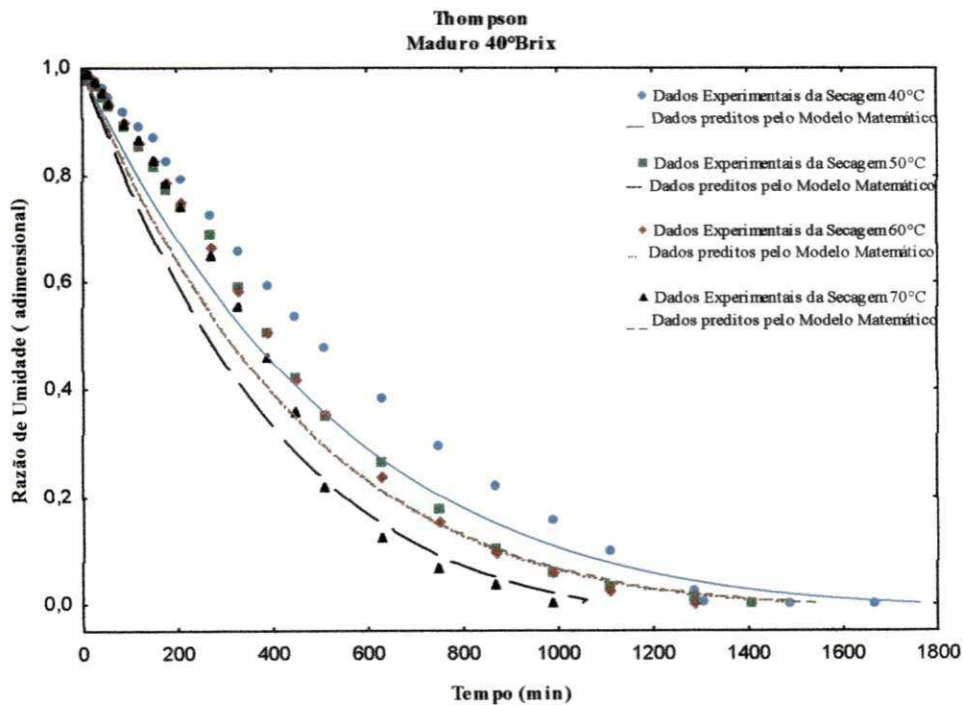 Thompson
Maduro 40°Brix
1,0
0,8
0,6
0,4
0,2
0,0
Razão de Umidade ( adimensional)
Dados Experimentais da Secagem 40°C
Dados preditos pelo Modelo Matemático
Dados Experimentais da Secagem 50°C
Dados preditos pelo Modelo Matemático
Dados Experimentais da Secagem 60°C
Dados preditos pelo Modelo Matemático
Dados Experimentais da Secagem 70°C
Dados preditos pelo Modelo Matemático
0 200 400 600 800 1000 1200 1400 1600 1800
Tempo (min)